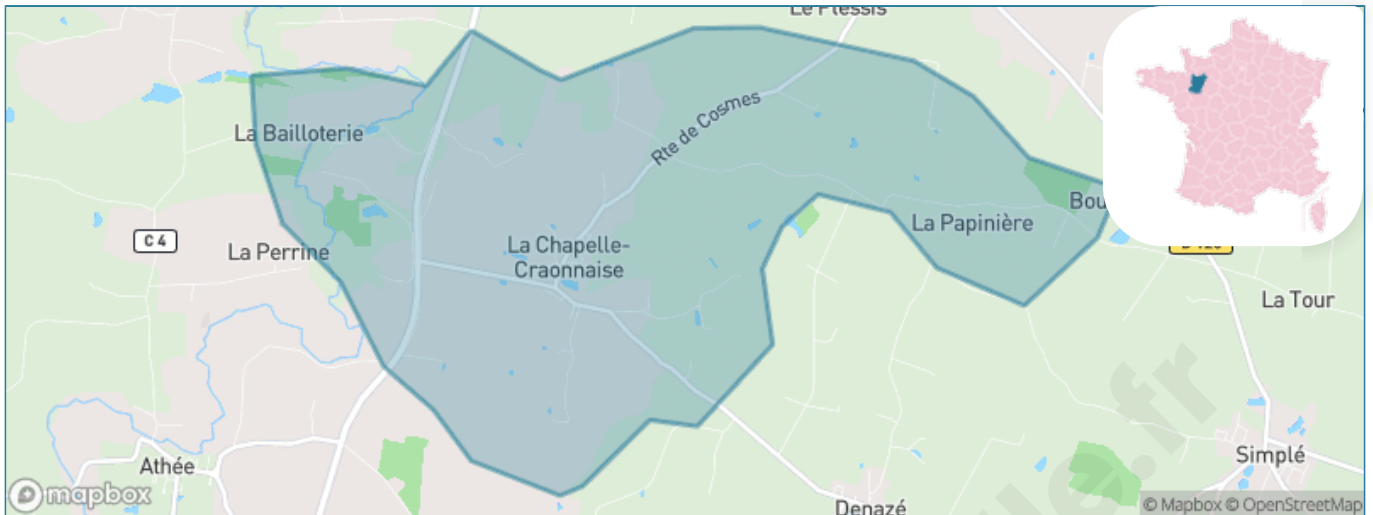 Le Plessis
Rte de Cosmes
La Bailloterie
C 4
La Perrine
La Chapelle-
Craonnaise
La Papinière
Bou
La Tour
Athée
Simplé
Denazé
mapbox
© Mapbox © OpenStreetMap